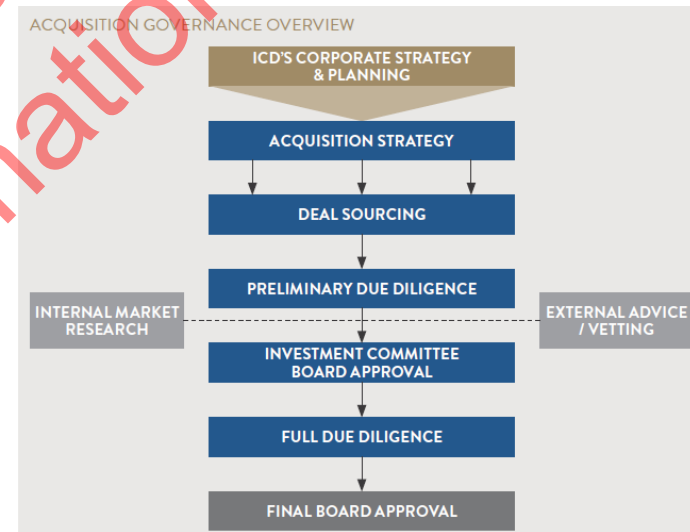 ACQUISITION GOVERNANCE OVERVIEW
ICD'S CORPORATE STRATEGY
& PLANNING
ACQUISITION STRATEGY
DEAL SOURCING
PRELIMINARY DUE DILIGENCE
INTERNAL MARKET
RESEARCH
EXTERNAL ADVICE
/ VETTING
INVESTMENT COMMITTEE
BOARD APPROVAL
FULL DUE DILIGENCE
FINAL BOARD APPROVAL